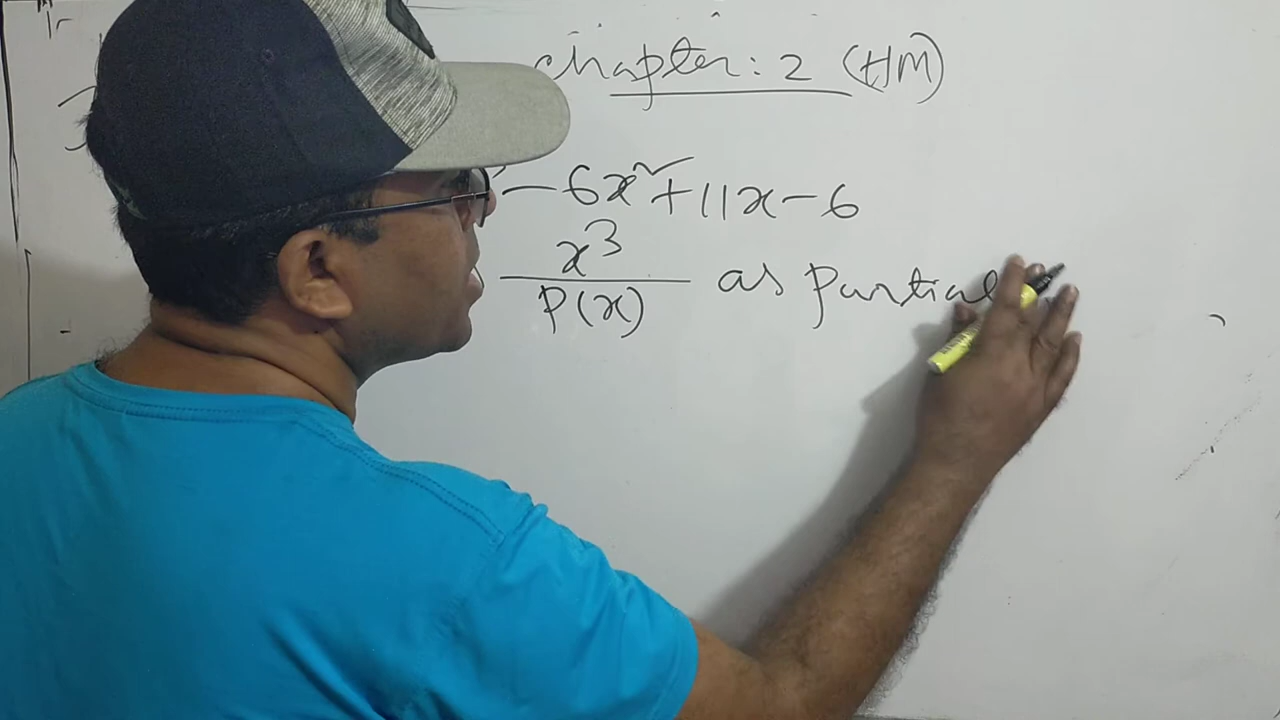 chapter: 2 (HM)
− 6x² + 11x − 6
x³
P(x)
as Partial